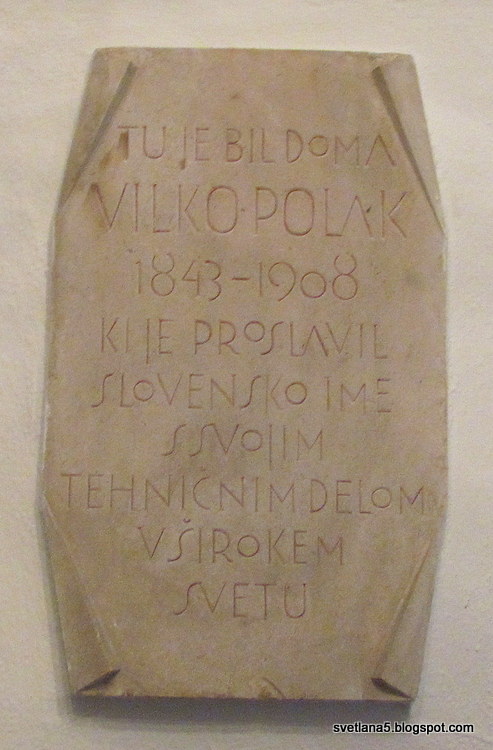 TU JE BIL DOMA
VILKO·POLAK
1843–1908
KI JE PROSLAVIL
SLOVENSKO IME
S SVOJIM
TEHNIČNIM DELOM
V ŠIROKEM
SVETU
svetlana5.blogspot.com